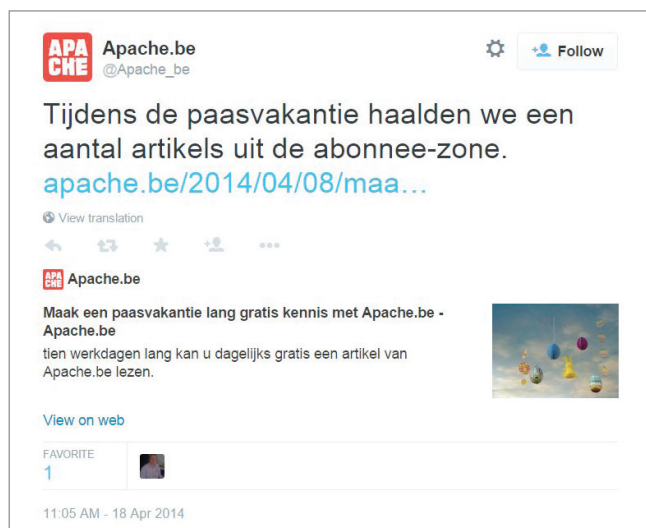 APA
CHE
Apache.be
@Apache_be
Follow
Tijdens de paasvakantie haalden we een
aantal artikels uit de abonnee-zone.
apache.be/2014/04/08/maa…
View translation
APA
CHE
Apache.be
Maak een paasvakantie lang gratis kennis met Apache.be -
Apache.be
tien werkdagen lang kan u dagelijks gratis een artikel van
Apache.be lezen.
View on web
FAVORITE
1
11:05 AM - 18 Apr 2014